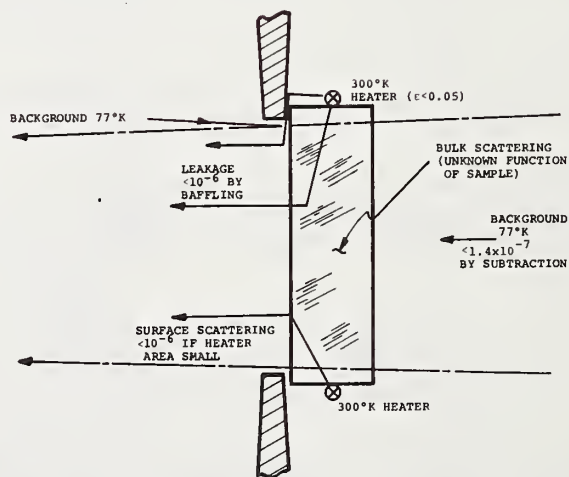 300°K
HEATER (ε<0.05)
BACKGROUND 77°K
BULK SCATTERING
(UNKNOWN FUNCTION
OF SAMPLE)
LEAKAGE
<10⁻⁶ BY
BAFFLING
BACKGROUND
77°K
<1.4x10⁻⁷
BY SUBTRACTION
SURFACE SCATTERING
<10⁻⁶ IF HEATER
AREA SMALL
300°K HEATER